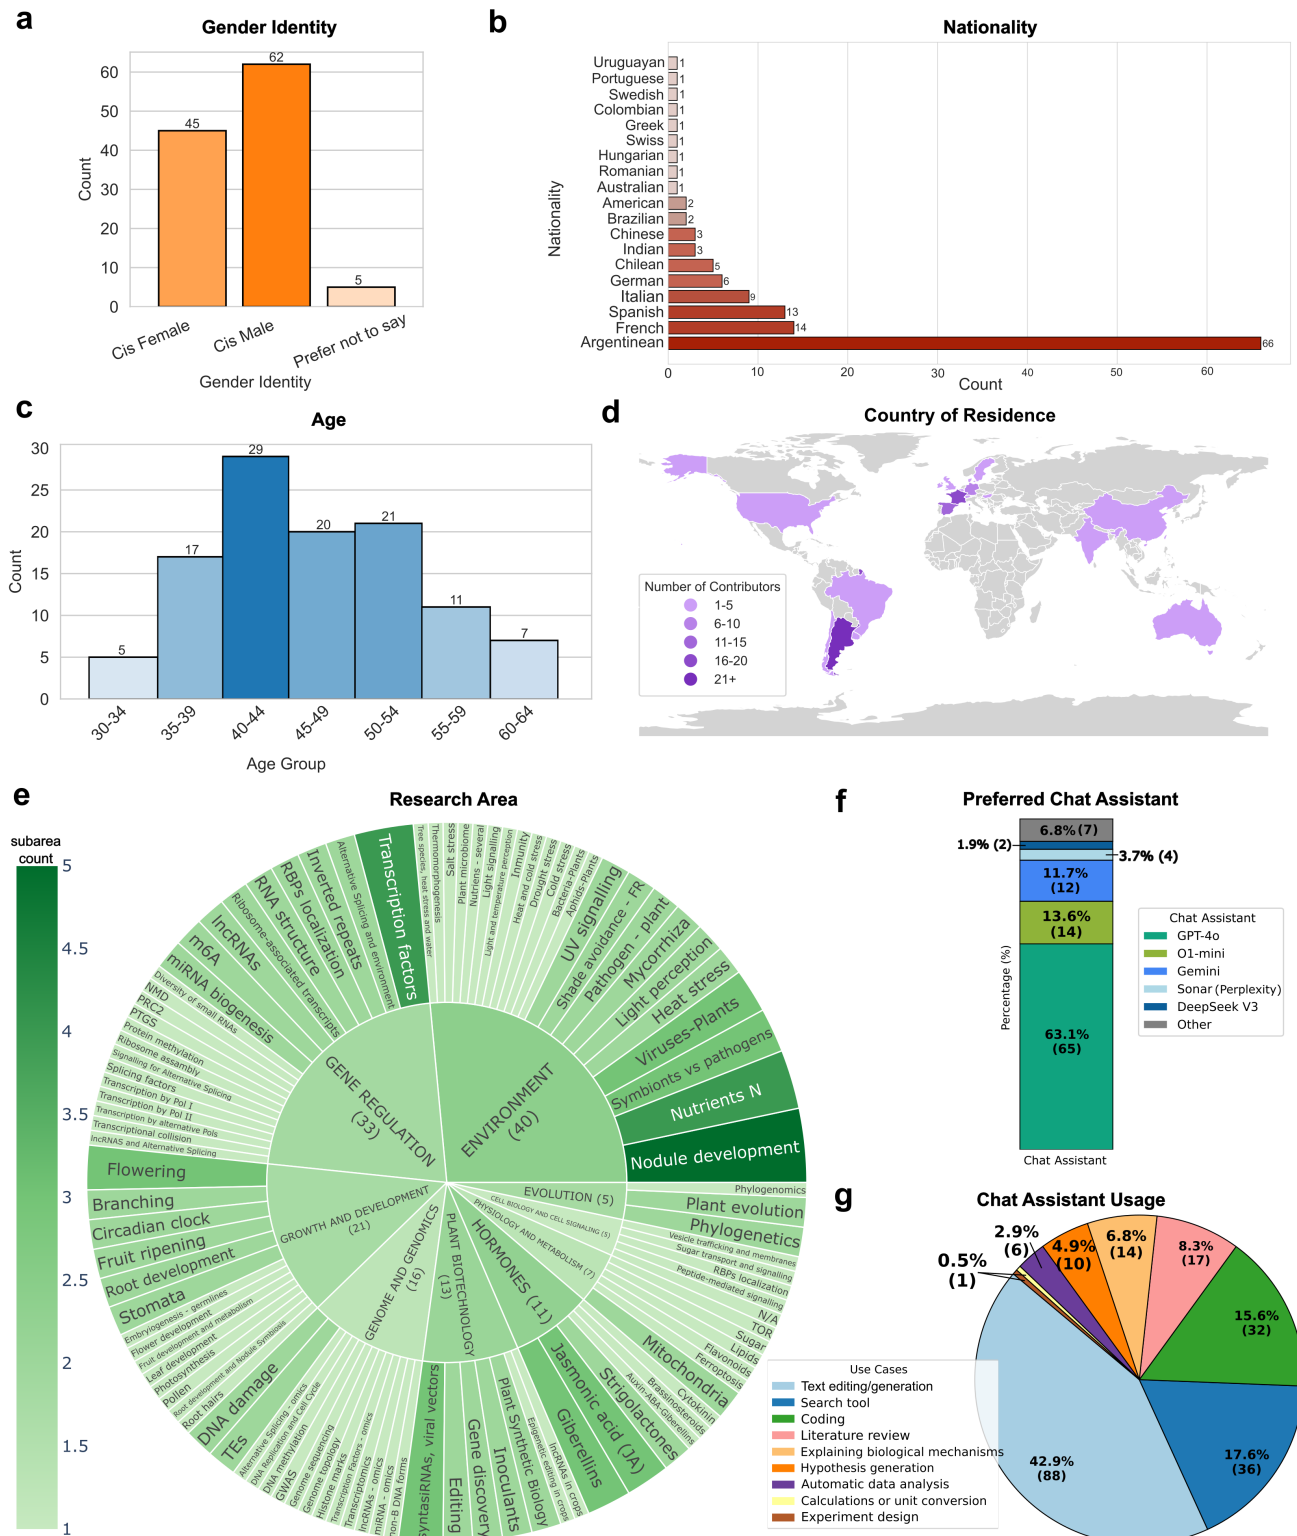 a
Gender Identity
Count
60
50
40
30
20
10
0
45
62
5
Cis Female
Cis Male
Prefer not to say
Gender Identity
b
Nationality
Nationality
Uruguayan 1
Portuguese 1
Swedish 1
Colombian 1
Greek 1
Swiss 1
Hungarian 1
Romanian 1
Australian 1
American 2
Brazilian 2
Chinese 3
Indian 3
Chilean 5
German 6
Italian 9
Spanish 13
French 14
Argentinean 66
0 10 20 30 40 50 60
Count
c
Age
Count
30
25
20
15
10
5
0
5
17
29
20
21
11
7
30-34
35-39
40-44
45-49
50-54
55-59
60-64
Age Group
d
Country of Residence
Number of Contributors
1-5
6-10
11-15
16-20
21+
e
Research Area
subarea
count
5
4.5
4
3.5
3
2.5
2
1.5
1
ENVIRONMENT
(40)
Tree species, heat stress and water
Thermomorphogenesis
Salt stress
Plant microbiome
Nutriens - several
Light signalling
Light and temperature perception
Inmunity
Heat and cold stress
Drought stress
Cold stress
Bacteria-Plants
Aphids-Plants
UV signalling
Shade avoidance - FR
Pathogen - plant
Mycorrhiza
Light perception
Heat stress
Viruses-Plants
Symbionts vs pathogens
Nutrients N
Nodule development
EVOLUTION (5)
Phylogenomics
Plant evolution
Phylogenetics
CELL BIOLOGY AND CELL SIGNALING (5)
Vesicle trafficking and membranes
Sugar transport and signalling
RBPs localization
Peptide-mediated signalling
PHYSIOLOGY AND METABOLISM (7)
N/A
TOR
Sugar
Lipids
Flavonoids
Ferroptosis
Mitochondria
HORMONES (11)
Cytokinin
Brassinosteroids
Auxin-ABA-Giberellins
Strigolactones
Jasmonic acid (JA)
Giberellins
PLANT BIOTECHNOLOGY
(13)
lncRNAS in crops
Epigenetic editing in crops
Plant Synthetic Biology
Inoculants
Gene discovery
Editing
syntasiRNAs, viral vectors
GENOME AND GENOMICS
(16)
non-B DNA forms
miRNA - omics
lncRNAs - omics
Transcriptomics
Transcription Factors - omics
Histone marks
Genome topology
Genome sequencing
GWAS
DNA methylation
DNA Replication and Cell Cycle
Alternative Splicing - omics
TEs
DNA damage
GROWTH AND DEVELOPMENT
(21)
Root hairs
Root development and Nodule Symbiosis
Pollen
Photosynthesis
Leaf development
Fruit development and metabolism
Flower development
Embryiogenesis - germlines
Stomata
Root development
Fruit ripening
Circadian clock
Branching
Flowering
GENE REGULATION
(33)
lncRNAS and Alternative Splicing
Transcriptional collision
Transcription by alternative Pols
Transcription by Pol II
Transcription by Pol I
Splicing factors
Signalling for Alternative Splicing
Ribosome assembly
Protein methylation
PTGS
PRC2
NMD
Diversity of small RNAs
miRNA biogenesis
m6A
lncRNAs
Ribosome-associated transcripts
RNA structure
RBPs localization
Inverted repeats
Alternative Splicing and environment
Transcription factors
f
Preferred Chat Assistant
Percentage (%)
6.8% (7)
1.9% (2)
3.7% (4)
11.7%
(12)
13.6%
(14)
63.1%
(65)
Chat Assistant
Chat Assistant
GPT-4o
O1-mini
Gemini
Sonar (Perplexity)
DeepSeek V3
Other
g
Chat Assistant Usage
0.5%
(1)
2.9%
(6)
4.9%
(10)
6.8%
(14)
8.3%
(17)
15.6%
(32)
17.6%
(36)
42.9%
(88)
Use Cases
Text editing/generation
Search tool
Coding
Literature review
Explaining biological mechanisms
Hypothesis generation
Automatic data analysis
Calculations or unit conversion
Experiment design